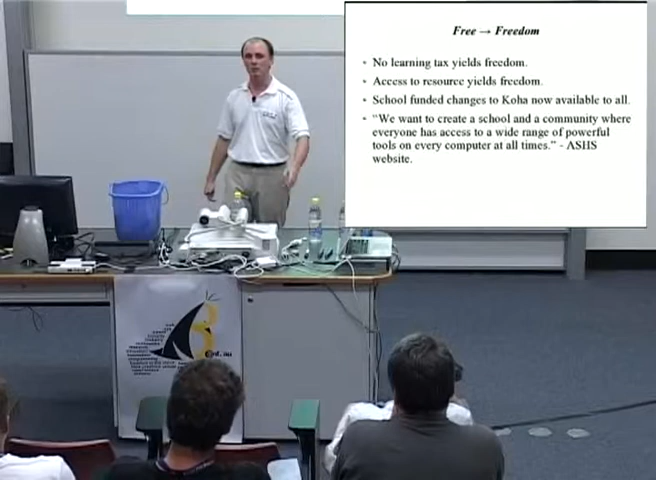 Free → Freedom
• No learning tax yields freedom.
• Access to resource yields freedom.
• School funded changes to Koha now available to all.
• "We want to create a school and a community where
everyone has access to a wide range of powerful
tools on every computer at all times." - ASHS
website.